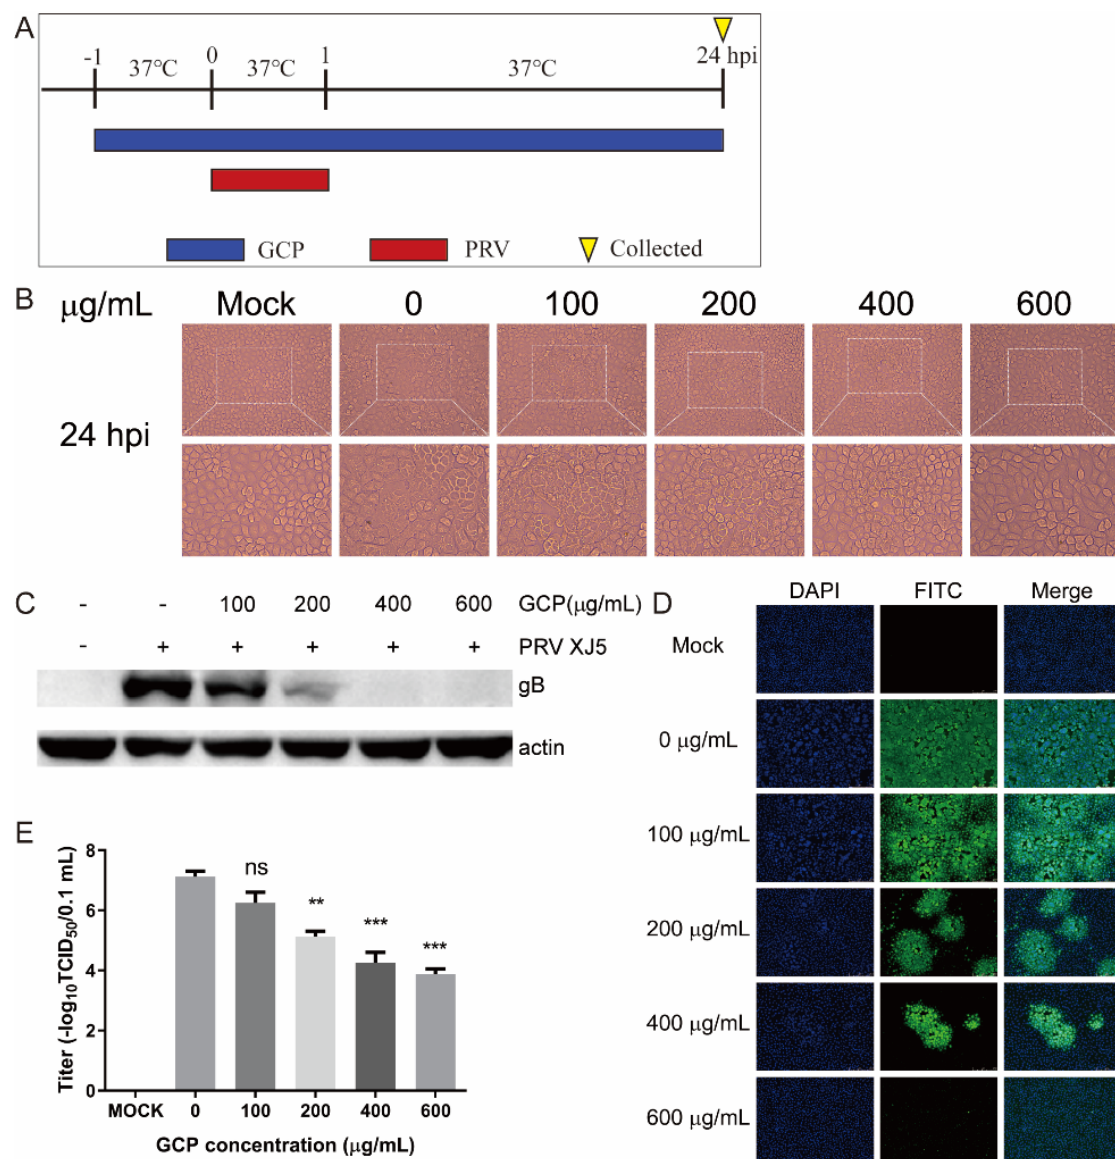 A
-1 0 1 24 hpi
37°C 37°C 37°C
GCP PRV Collected
B
μg/mL Mock 0 100 200 400 600
24 hpi
C
- - 100 200 400 600 GCP(μg/mL)
- + + + + + PRV XJ5
gB
actin
D
DAPI FITC Merge
Mock
0 μg/mL
100 μg/mL
200 μg/mL
400 μg/mL
600 μg/mL
E
Titer (-log10TCID50/0.1 mL)
8
6
4
2
0
ns ** *** ***
MOCK 0 100 200 400 600
GCP concentration (μg/mL)